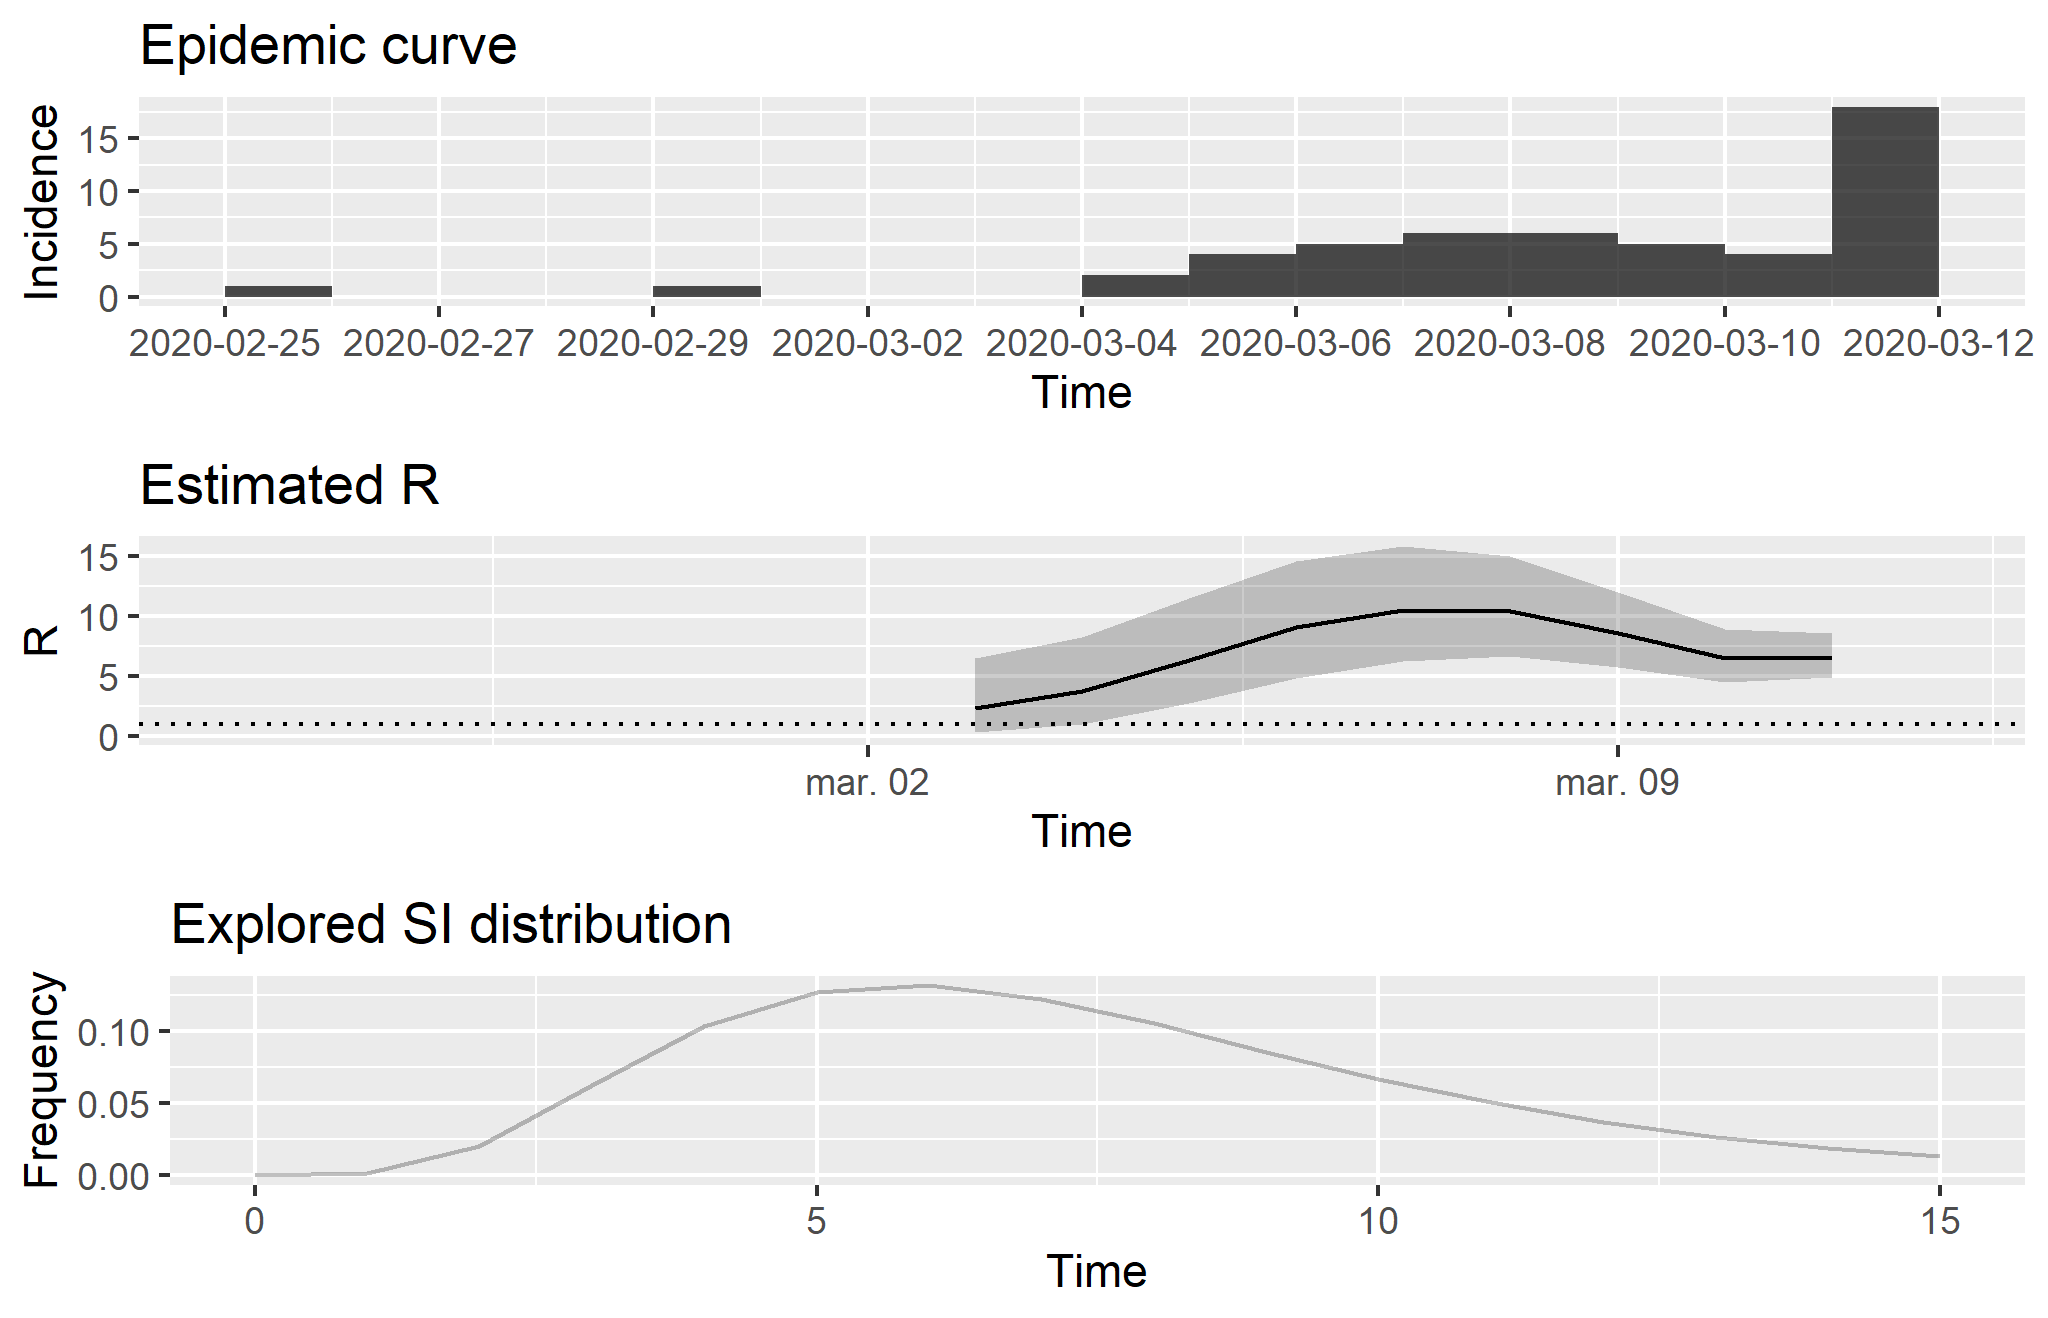 Epidemic curve
Incidence
15
10
5
0
2020-02-25 2020-02-27 2020-02-29 2020-03-02 2020-03-04 2020-03-06 2020-03-08 2020-03-10 2020-03-12
Time
Estimated R
R
15
10
5
0
mar. 02 mar. 09
Time
Explored SI distribution
Frequency
0.10
0.05
0.00
0 5 10 15
Time